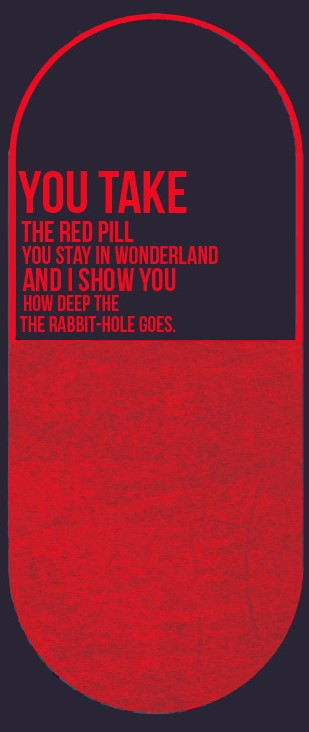 YOU TAKE
THE RED PILL
YOU STAY IN WONDERLAND
AND I SHOW YOU
HOW DEEP THE
THE RABBIT-HOLE GOES.